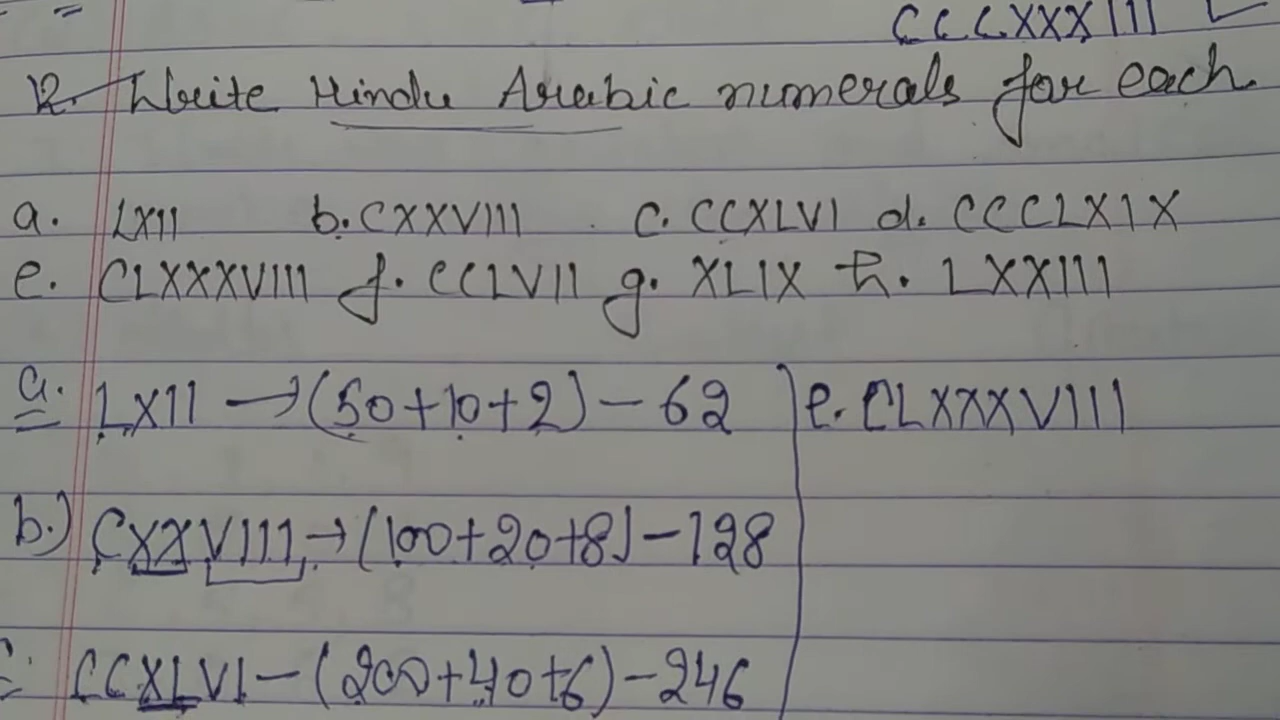 CCCXXXIII
12. Write Hindu Arabic numerals for each.
a. LXII b. CXXVIII c. CCXLVI d. CCCLXIX
e. CLXXXVIII f. CCLVII g. XLIX h. LXXIII
a. LXII → (50+10+2) - 62
e. CLXXXVIII
b.) CXXVIII → (100+20+8) - 128
CCXLVI - (200+40+6) - 246